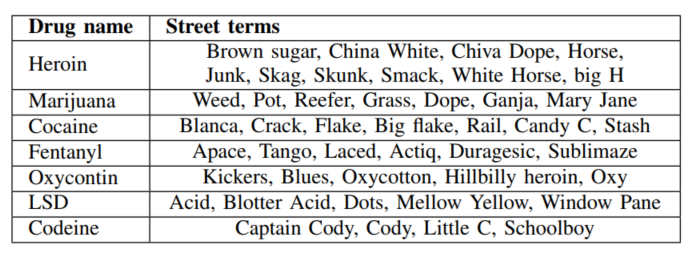 Drug name Street terms
Heroin Brown sugar, China White, Chiva Dope, Horse,
Junk, Skag, Skunk, Smack, White Horse, big H
Marijuana Weed, Pot, Reefer, Grass, Dope, Ganja, Mary Jane
Cocaine Blanca, Crack, Flake, Big flake, Rail, Candy C, Stash
Fentanyl Apace, Tango, Laced, Actiq, Duragesic, Sublimaze
Oxycontin Kickers, Blues, Oxycotton, Hillbilly heroin, Oxy
LSD Acid, Blotter Acid, Dots, Mellow Yellow, Window Pane
Codeine Captain Cody, Cody, Little C, Schoolboy